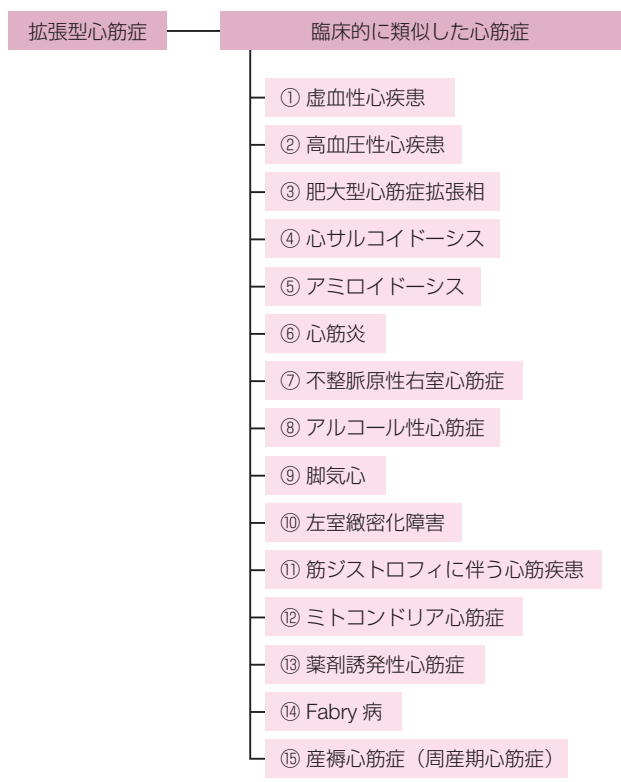 拡張型心筋症
臨床的に類似した心筋症
① 虚血性心疾患
② 高血圧性心疾患
③ 肥大型心筋症拡張相
④ 心サルコイドーシス
⑤ アミロイドーシス
⑥ 心筋炎
⑦ 不整脈原性右室心筋症
⑧ アルコール性心筋症
⑨ 脚気心
⑩ 左室緻密化障害
⑪ 筋ジストロフィに伴う心筋疾患
⑫ ミトコンドリア心筋症
⑬ 薬剤誘発性心筋症
⑭ Fabry 病
⑮ 産褥心筋症（周産期心筋症）